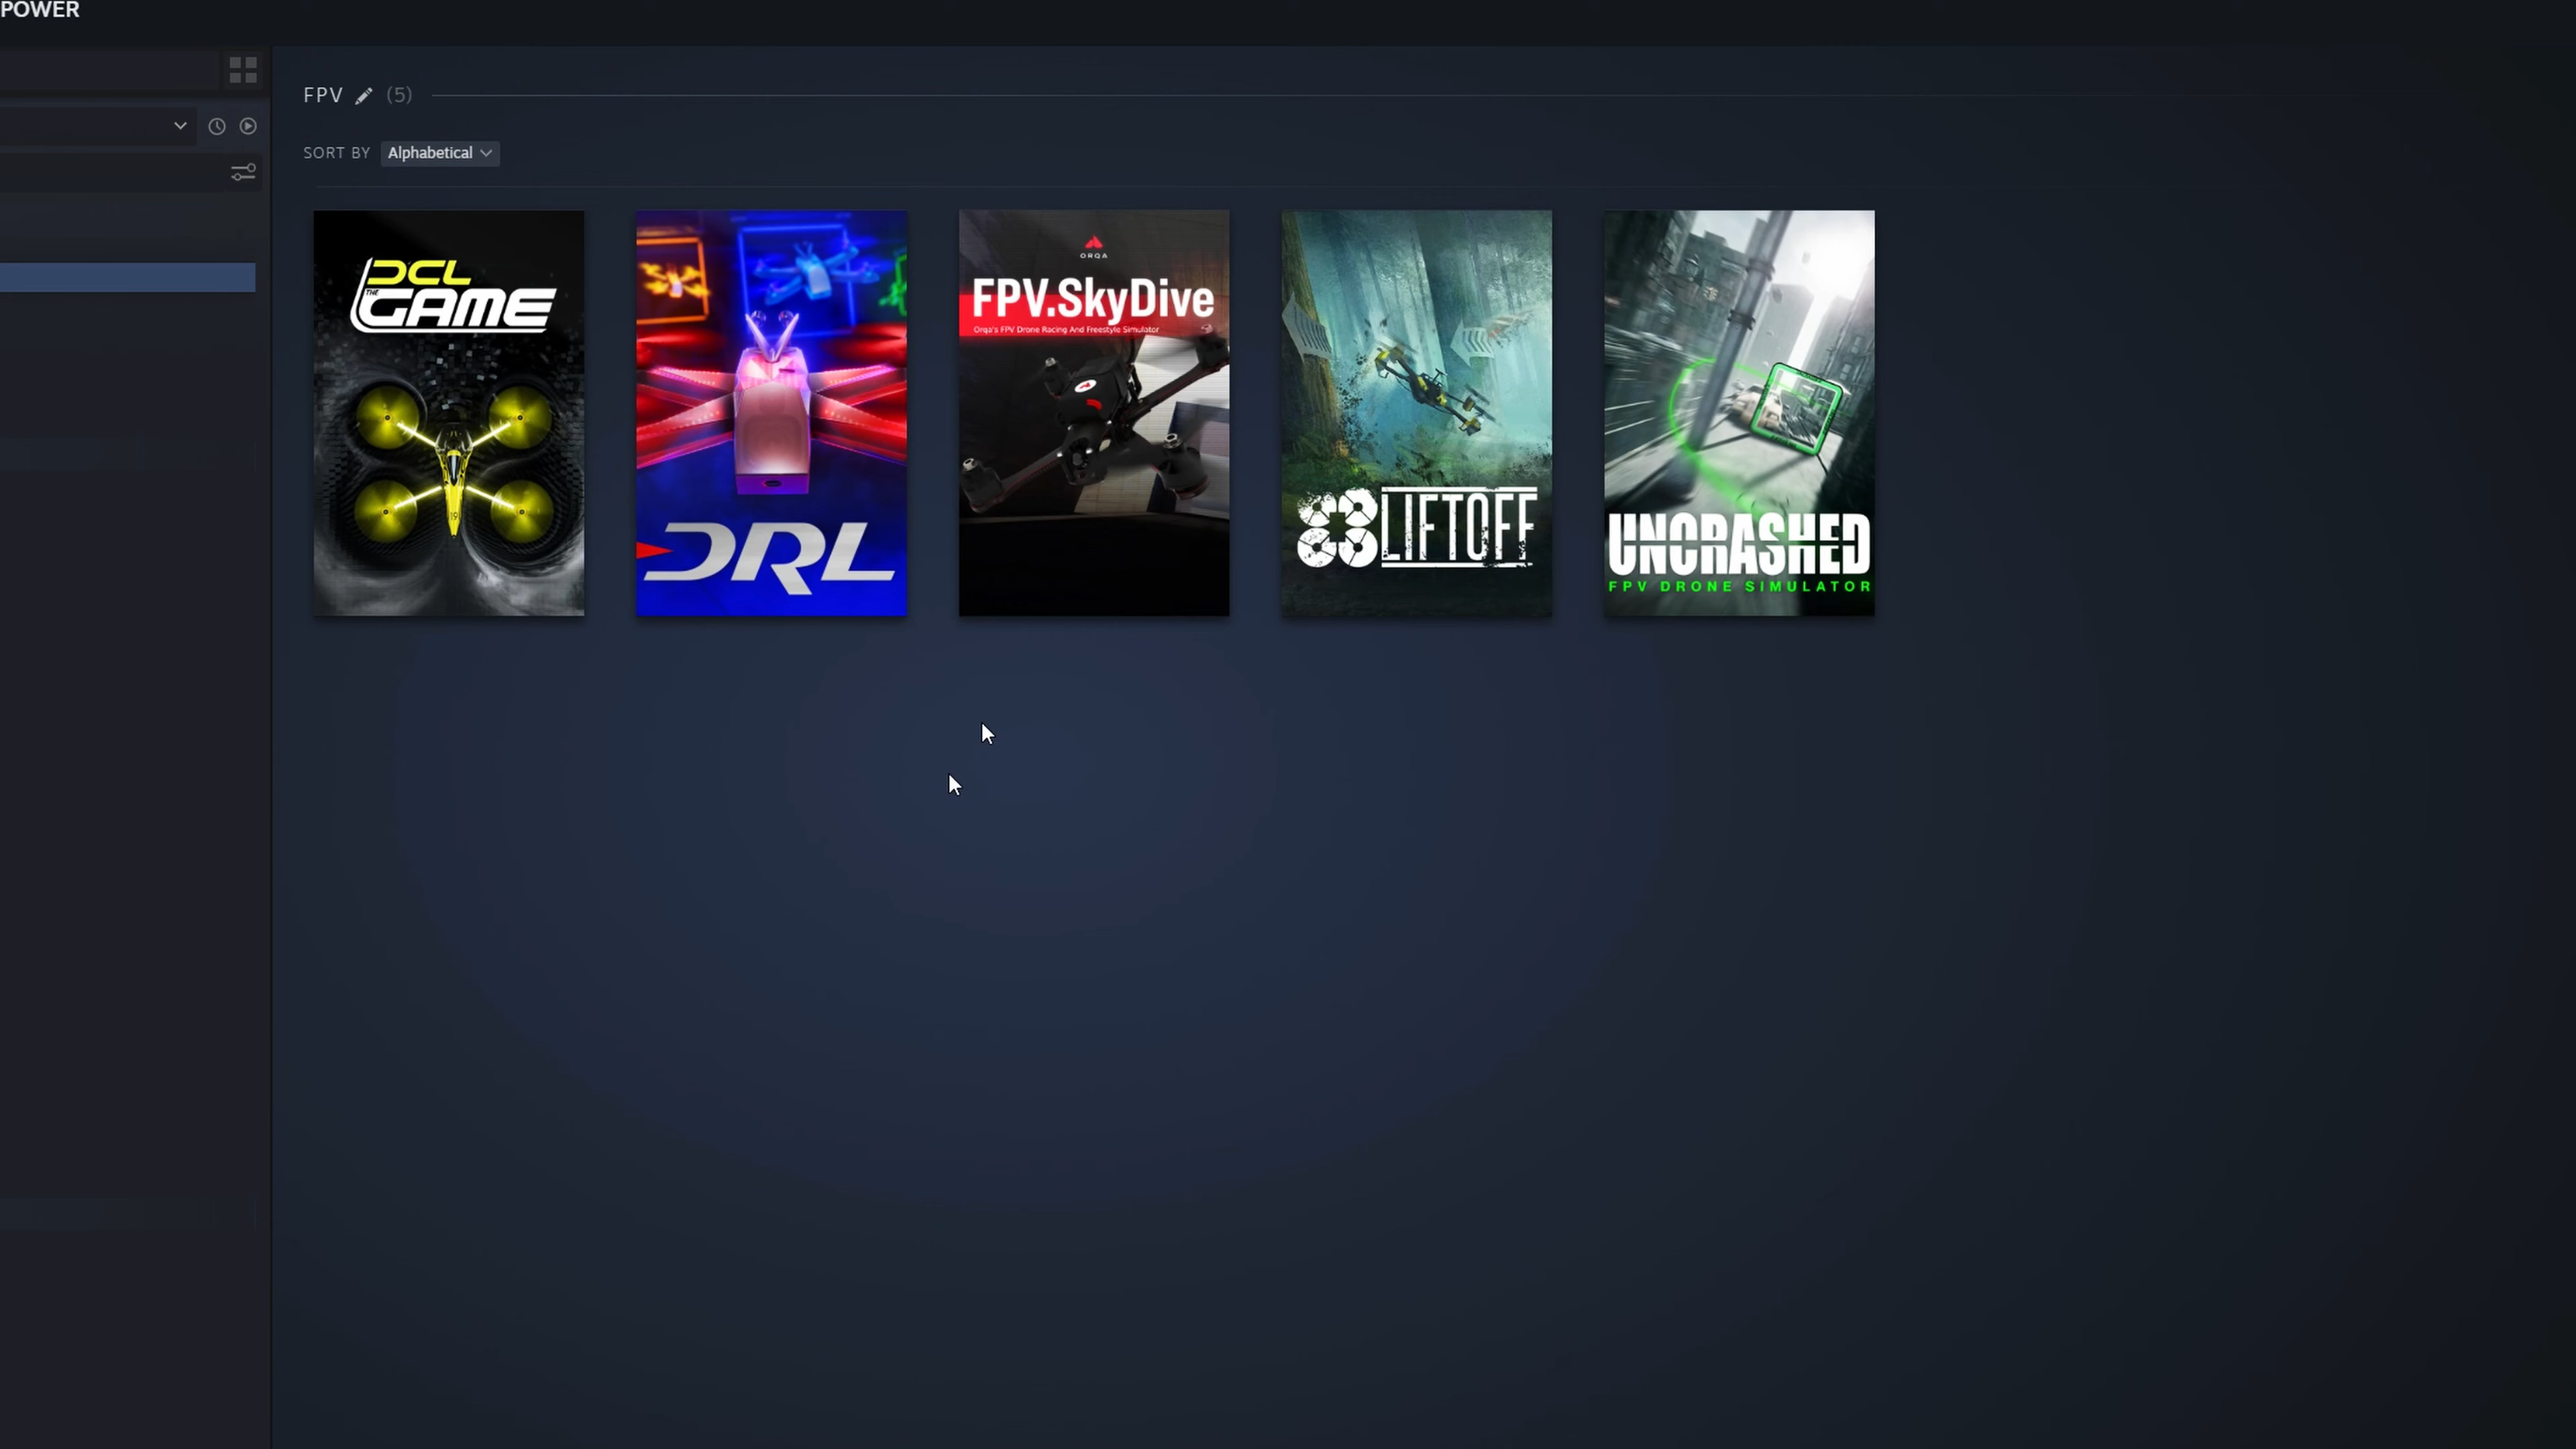 POWER
FPV (5)
SORT BY Alphabetical
DCL
THE GAME
19
DRL
ORQA
FPV.SkyDive
Orqa's FPV Drone Racing And Freestyle Simulator
LIFTOFF
UNCRASHED
FPV DRONE SIMULATOR